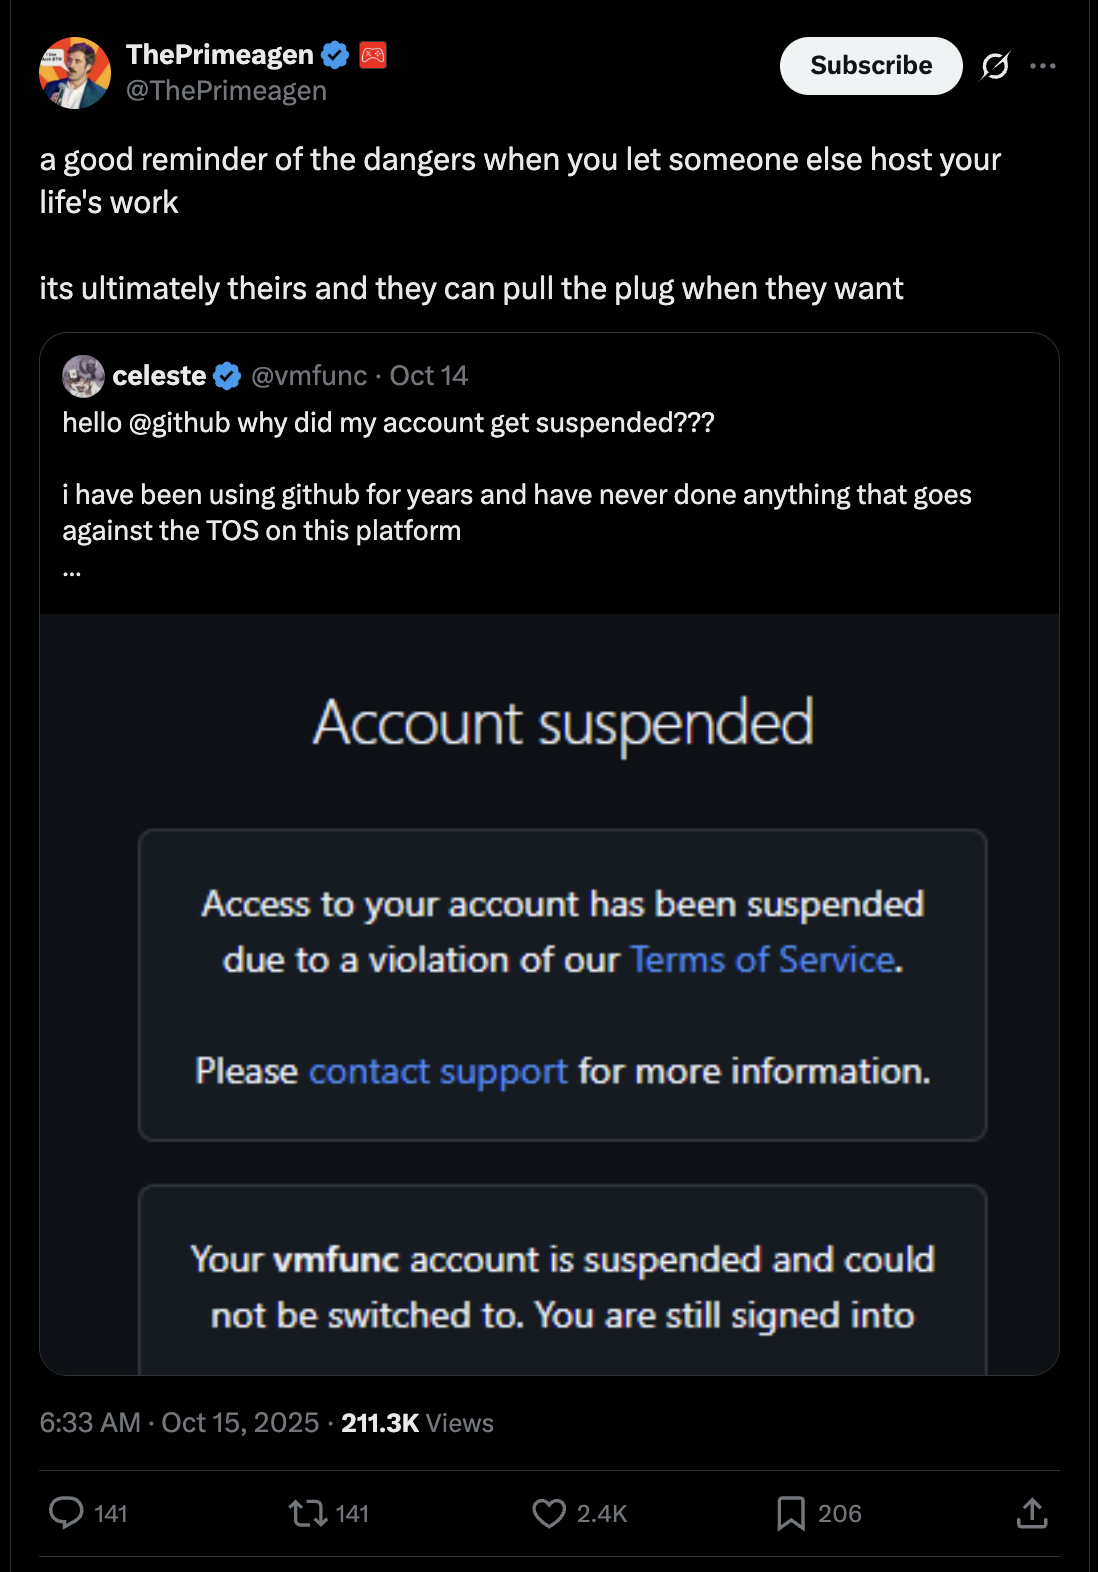 ThePrimeagen
@ThePrimeagen
Subscribe
a good reminder of the dangers when you let someone else host your
life's work
its ultimately theirs and they can pull the plug when they want
celeste @vmfunc · Oct 14
hello @github why did my account get suspended???
i have been using github for years and have never done anything that goes
against the TOS on this platform
...
Account suspended
Access to your account has been suspended
due to a violation of our Terms of Service.
Please contact support for more information.
Your vmfunc account is suspended and could
not be switched to. You are still signed into
6:33 AM · Oct 15, 2025 · 211.3K Views
141
141
2.4K
206